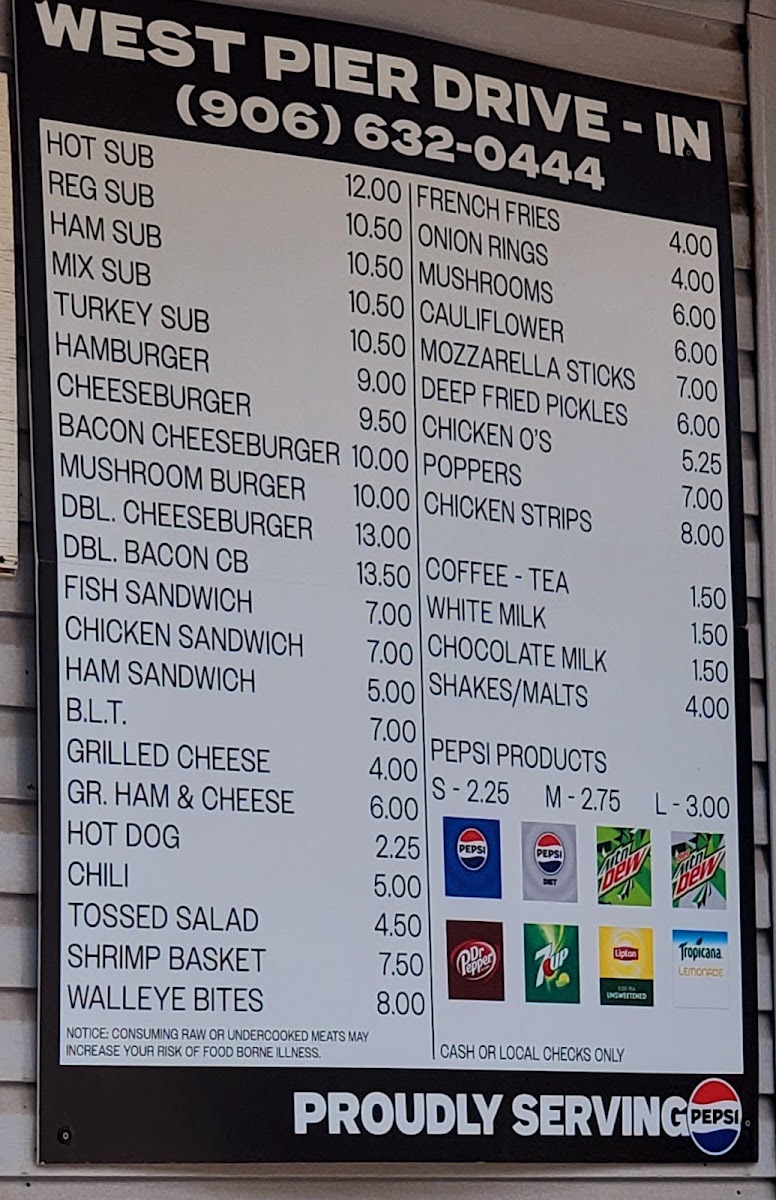 WEST PIER DRIVE - IN
(906) 632-0444
HOT SUB 12.00
REG SUB 10.50
HAM SUB 10.50
MIX SUB 10.50
TURKEY SUB 10.50
HAMBURGER 9.00
CHEESEBURGER 9.50
BACON CHEESEBURGER 10.00
MUSHROOM BURGER 10.00
DBL. CHEESEBURGER 13.00
DBL. BACON CB 13.50
FISH SANDWICH 7.00
CHICKEN SANDWICH 7.00
HAM SANDWICH 5.00
B.L.T. 7.00
GRILLED CHEESE 4.00
GR. HAM & CHEESE 6.00
HOT DOG 2.25
CHILI 5.00
TOSSED SALAD 4.50
SHRIMP BASKET 7.50
WALLEYE BITES 8.00
NOTICE: CONSUMING RAW OR UNDERCOOKED MEATS MAY
INCREASE YOUR RISK OF FOOD BORNE ILLNESS.
FRENCH FRIES 4.00
ONION RINGS 4.00
MUSHROOMS 6.00
CAULIFLOWER 6.00
MOZZARELLA STICKS 7.00
DEEP FRIED PICKLES 6.00
CHICKEN O'S 5.25
POPPERS 7.00
CHICKEN STRIPS 8.00
COFFEE - TEA 1.50
WHITE MILK 1.50
CHOCOLATE MILK 1.50
SHAKES/MALTS 4.00
PEPSI PRODUCTS
S - 2.25 M - 2.75 L - 3.00
PEPSI
PEPSI
DIET
Mtn DEW
Mtn DEW
Dr Pepper
7UP
Lipton
ICED TEA
UNSWEETENED
Tropicana
LEMONADE
CASH OR LOCAL CHECKS ONLY
PROUDLY SERVING PEPSI